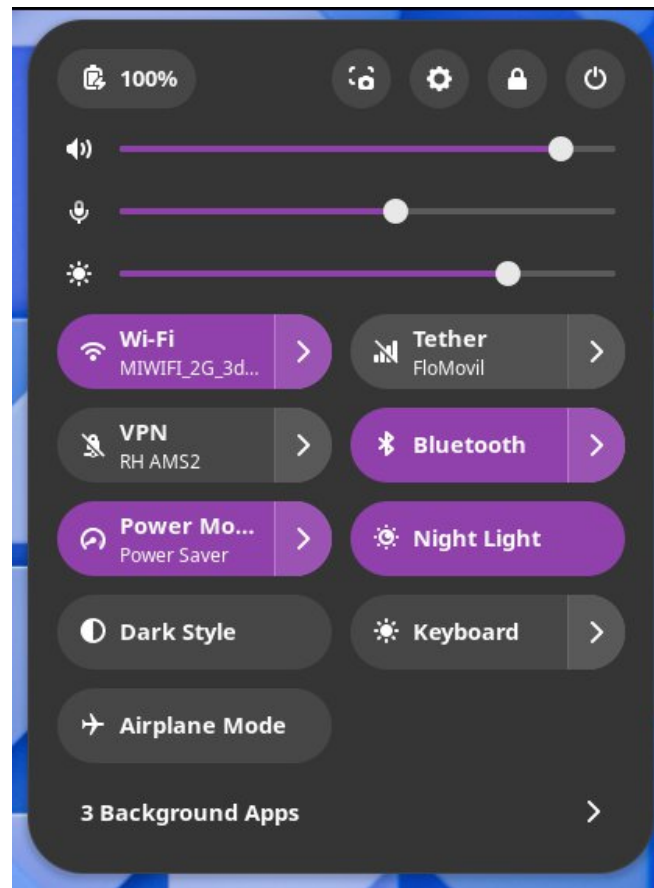 100%
Wi-Fi
MIWIFI_2G_3d...
Tether
FloMovil
VPN
RH AMS2
Bluetooth
Power Mo...
Power Saver
Night Light
Dark Style
Keyboard
Airplane Mode
3 Background Apps